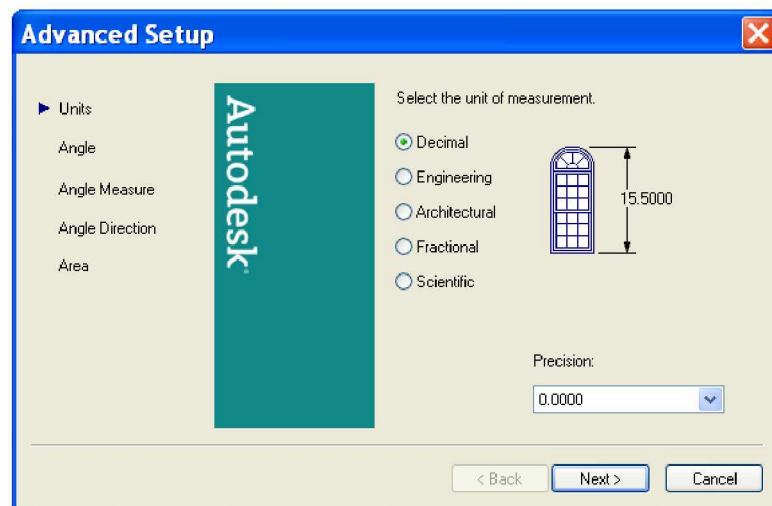 Advanced Setup
Units
Angle
Angle Measure
Angle Direction
Area
Autodesk
Select the unit of measurement.
Decimal
Engineering
Architectural
Fractional
Scientific
15.5000
Precision:
0.0000
< Back
Next >
Cancel